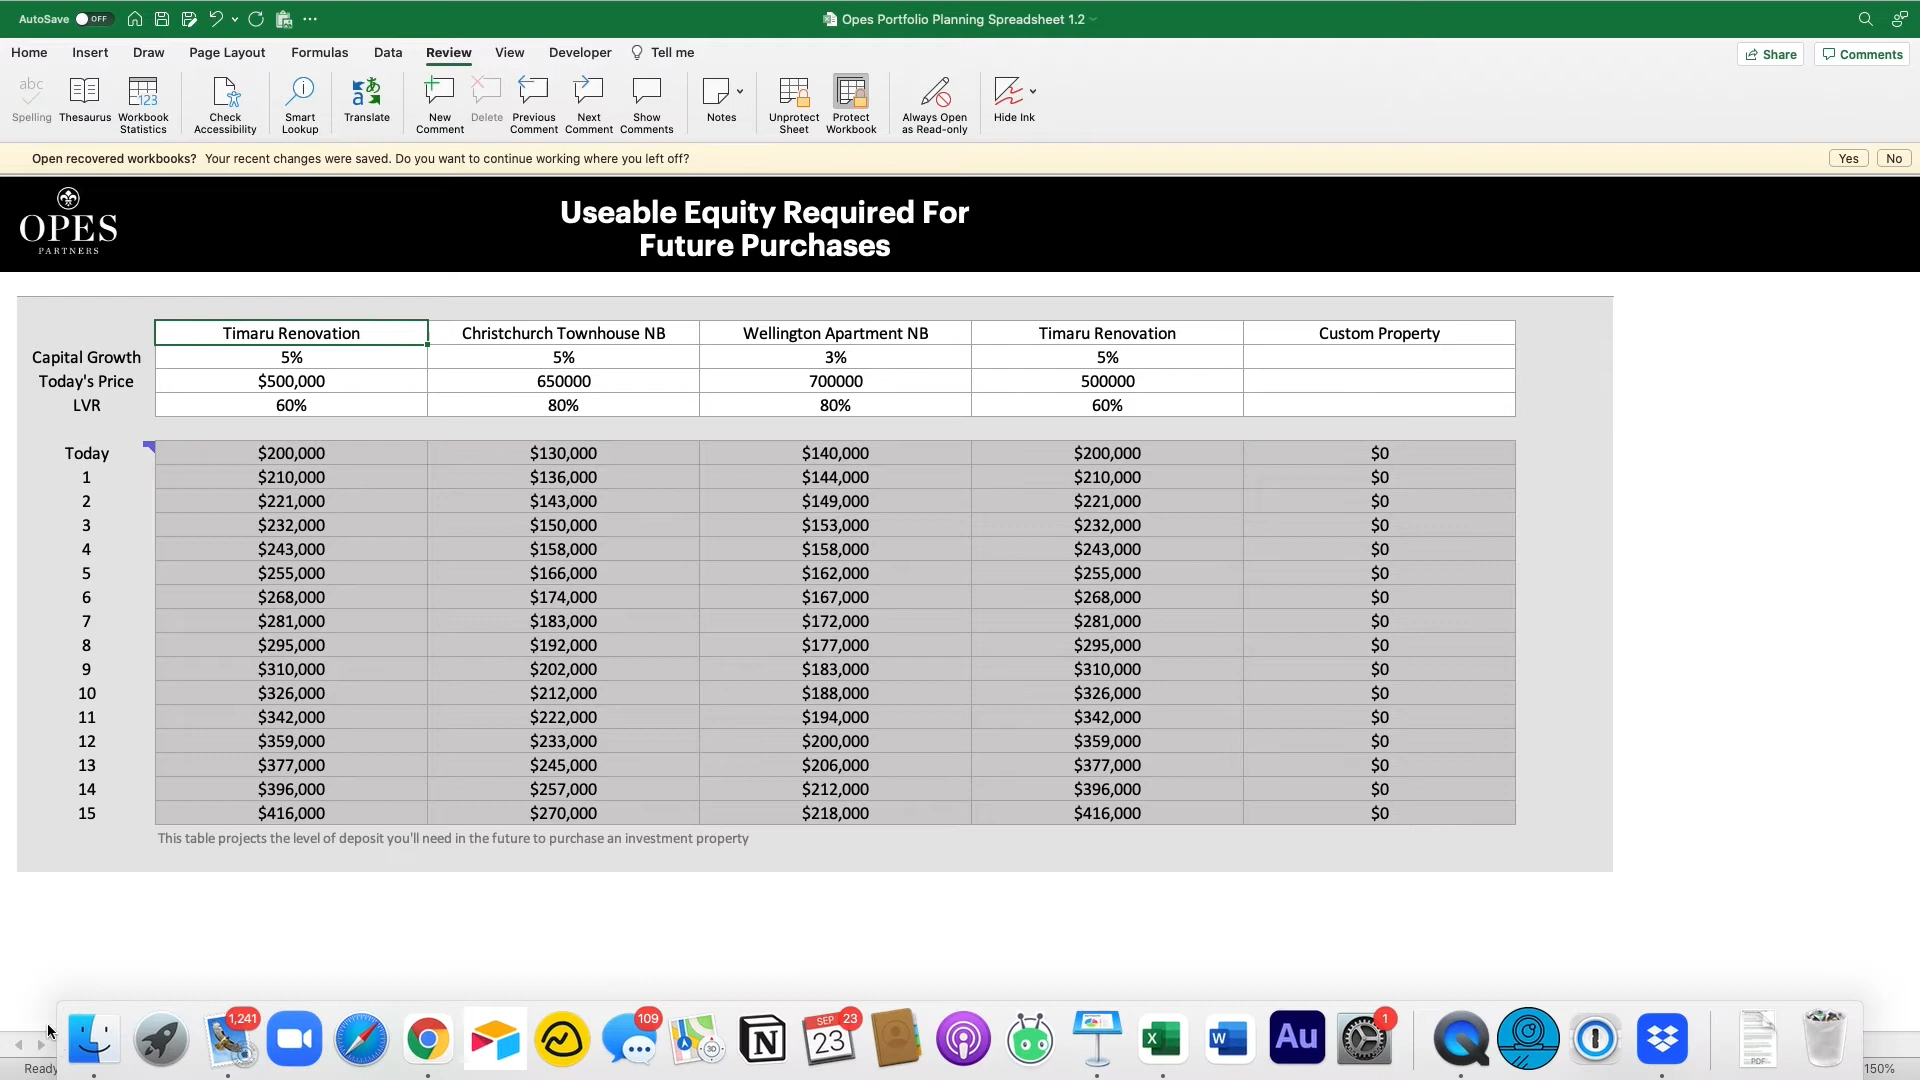 AutoSave OFF
Opes Portfolio Planning Spreadsheet 1.2
Home Insert Draw Page Layout Formulas Data Review View Developer Tell me
Share Comments
abc
Spelling Thesaurus Workbook Statistics Check Accessibility Smart Lookup Translate New Comment Delete Previous Comment Next Comment Show Comments Notes Unprotect Sheet Protect Workbook Always Open as Read-only Hide Ink
Open recovered workbooks? Your recent changes were saved. Do you want to continue working where you left off? Yes No
OPES
PARTNERS
Useable Equity Required For
Future Purchases
Timaru Renovation Christchurch Townhouse NB Wellington Apartment NB Timaru Renovation Custom Property
Capital Growth 5% 5% 3% 5%
Today's Price $500,000 650000 700000 500000
LVR 60% 80% 80% 60%
Today $200,000 $130,000 $140,000 $200,000 $0
1 $210,000 $136,000 $144,000 $210,000 $0
2 $221,000 $143,000 $149,000 $221,000 $0
3 $232,000 $150,000 $153,000 $232,000 $0
4 $243,000 $158,000 $158,000 $243,000 $0
5 $255,000 $166,000 $162,000 $255,000 $0
6 $268,000 $174,000 $167,000 $268,000 $0
7 $281,000 $183,000 $172,000 $281,000 $0
8 $295,000 $192,000 $177,000 $295,000 $0
9 $310,000 $202,000 $183,000 $310,000 $0
10 $326,000 $212,000 $188,000 $326,000 $0
11 $342,000 $222,000 $194,000 $342,000 $0
12 $359,000 $233,000 $200,000 $359,000 $0
13 $377,000 $245,000 $206,000 $377,000 $0
14 $396,000 $257,000 $212,000 $396,000 $0
15 $416,000 $270,000 $218,000 $416,000 $0
This table projects the level of deposit you'll need in the future to purchase an investment property
1,241 109 SEP 23 23 Au 1 PDF
Ready 150%